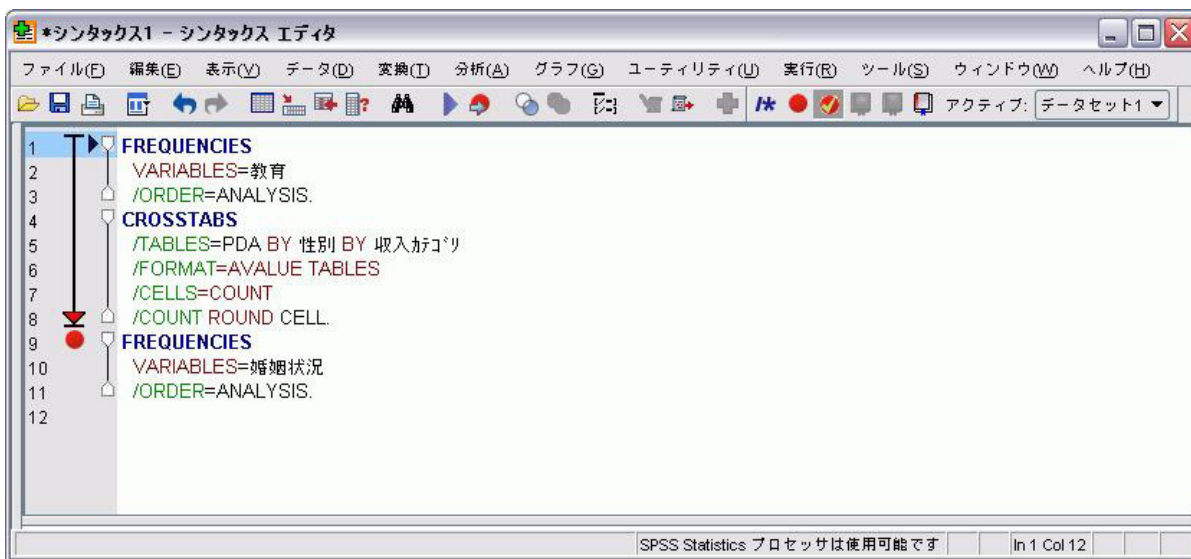 *シンタックス1 - シンタックス エディタ
ファイル(F) 編集(E) 表示(V) データ(D) 変換(T) 分析(A) グラフ(G) ユーティリティ(U) 実行(R) ツール(S) ウィンドウ(W) ヘルプ(H)
アクティブ: データセット1
1 FREQUENCIES
2 VARIABLES=教育
3 /ORDER=ANALYSIS.
4 CROSSTABS
5 /TABLES=PDA BY 性別 BY 収入ｶﾃｺﾞﾘ
6 /FORMAT=AVALUE TABLES
7 /CELLS=COUNT
8 /COUNT ROUND CELL.
9 FREQUENCIES
10 VARIABLES=婚姻状況
11 /ORDER=ANALYSIS.
12
SPSS Statistics プロセッサは使用可能です In 1 Col 12